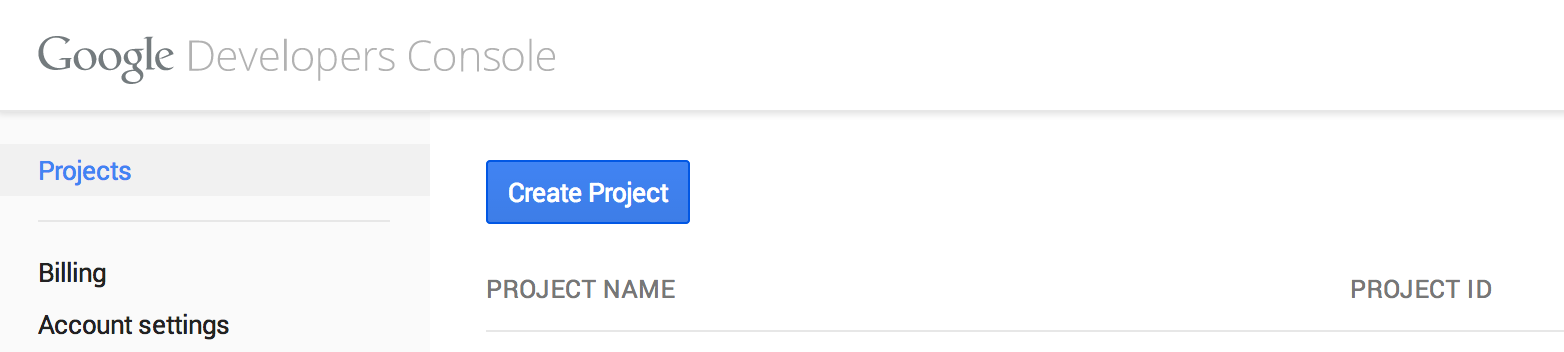 Google Developers Console
Projects
Create Project
Billing
Account settings
PROJECT NAME PROJECT ID